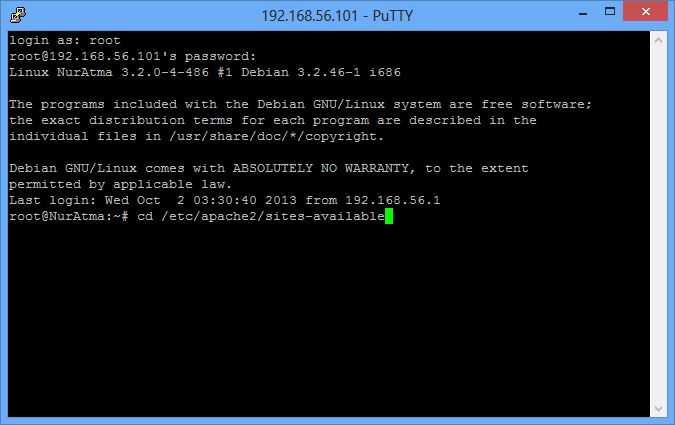 192.168.56.101 - PuTTY
login as: root
root@192.168.56.101's password:
Linux NurAtma 3.2.0-4-486 #1 Debian 3.2.46-1 i686
The programs included with the Debian GNU/Linux system are free software;
the exact distribution terms for each program are described in the
individual files in /usr/share/doc/*/copyright.
Debian GNU/Linux comes with ABSOLUTELY NO WARRANTY, to the extent
permitted by applicable law.
Last login: Wed Oct  2 03:30:40 2013 from 192.168.56.1
root@NurAtma:~# cd /etc/apache2/sites-available